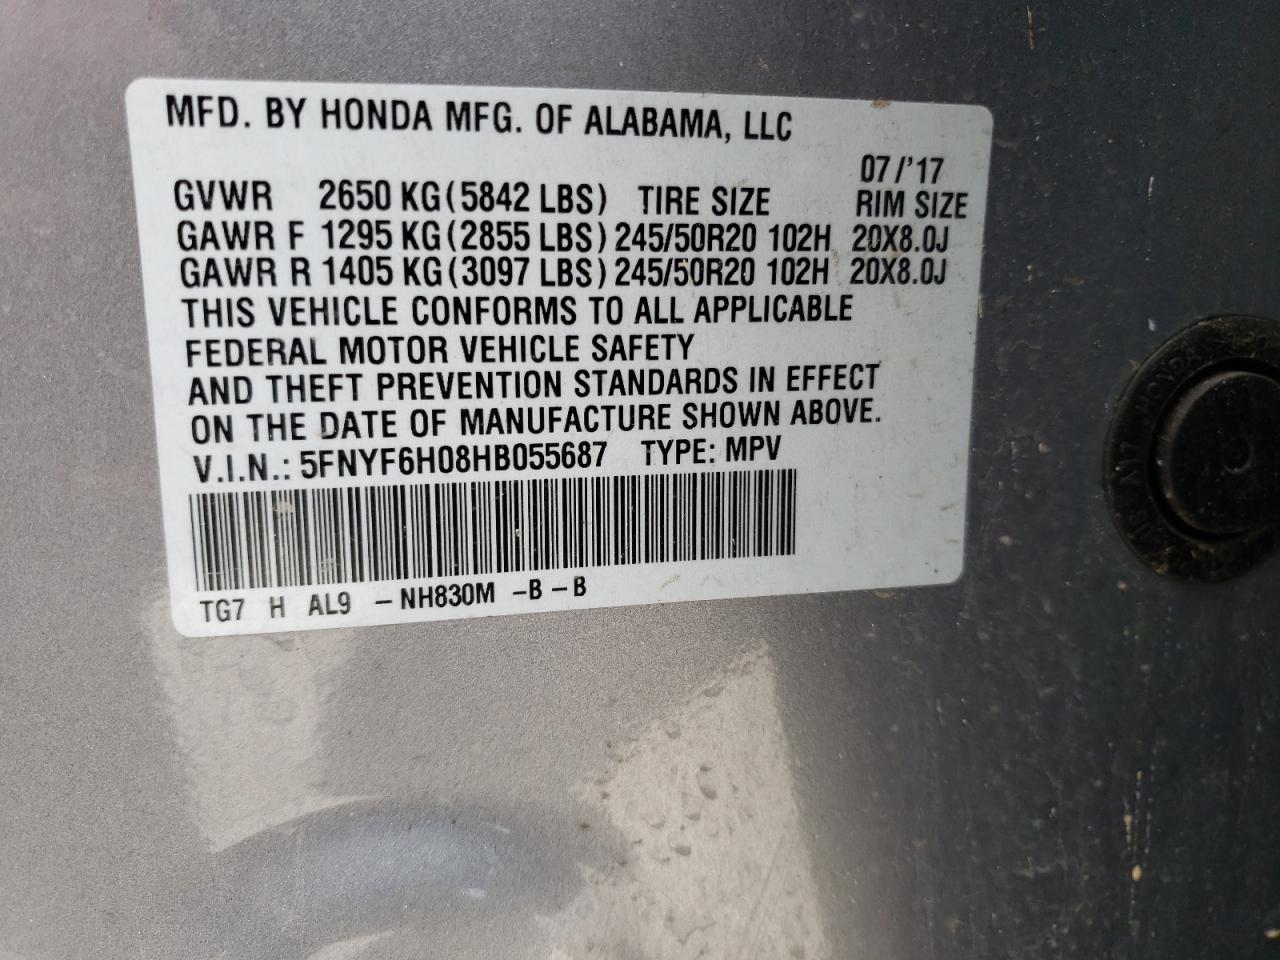 MFD. BY HONDA MFG. OF ALABAMA, LLC
07/'17
GVWR 2650 KG (5842 LBS) TIRE SIZE RIM SIZE
GAWR F 1295 KG (2855 LBS) 245/50R20 102H 20X8.0J
GAWR R 1405 KG (3097 LBS) 245/50R20 102H 20X8.0J
THIS VEHICLE CONFORMS TO ALL APPLICABLE
FEDERAL MOTOR VEHICLE SAFETY
AND THEFT PREVENTION STANDARDS IN EFFECT
ON THE DATE OF MANUFACTURE SHOWN ABOVE.
V.I.N.: 5FNYF6H08HB055687 TYPE: MPV
TG7 H AL9 -NH830M -B-B
HONDA